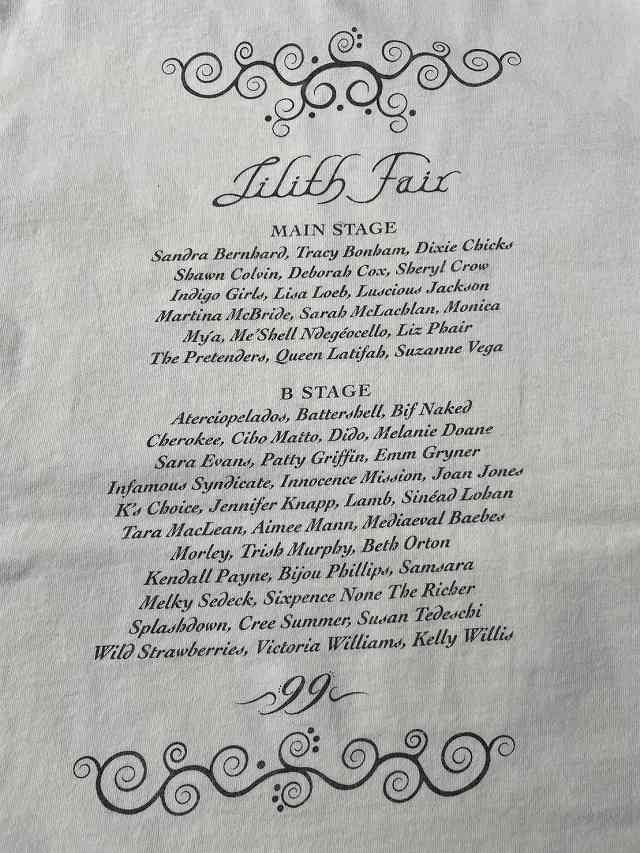 Lilith Fair
MAIN STAGE
Sandra Bernhard, Tracy Bonham, Dixie Chicks
Shawn Colvin, Deborah Cox, Sheryl Crow
Indigo Girls, Lisa Loeb, Luscious Jackson
Martina McBride, Sarah McLachlan, Monica
Mýa, Me'Shell Ndegéocello, Liz Phair
The Pretenders, Queen Latifah, Suzanne Vega
B STAGE
Aterciopelados, Battershell, Bif Naked
Cherokee, Cibo Matto, Dido, Melanie Doane
Sara Evans, Patty Griffin, Emm Gryner
Infamous Syndicate, Innocence Mission, Joan Jones
K's Choice, Jennifer Knapp, Lamb, Sinéad Lohan
Tara MacLean, Aimee Mann, Mediaeval Baebes
Morley, Trish Murphy, Beth Orton
Kendall Payne, Bijou Phillips, Samsara
Melky Sedeck, Sixpence None The Richer
Splashdown, Cree Summer, Susan Tedeschi
Wild Strawberries, Victoria Williams, Kelly Willis
99